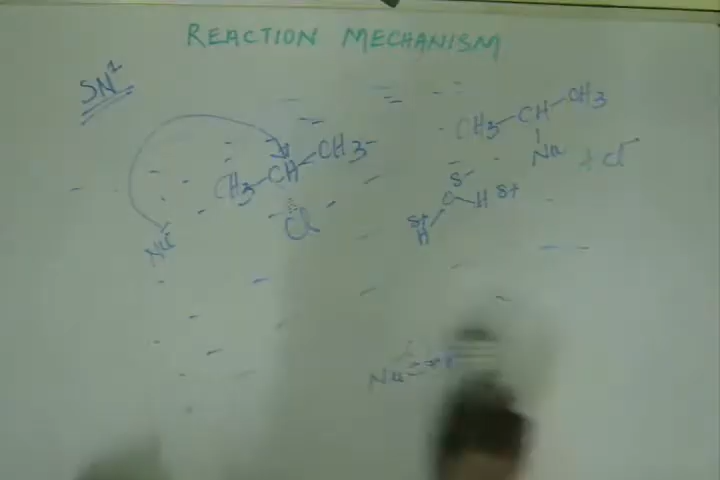 REACTION MECHANISM
SN²
CH3-CH-CH3
Cl
Nu⁻
CH3-CH-CH3
Nu + Cl⁻
δ-
O-H δ+
δ+
H
Nu